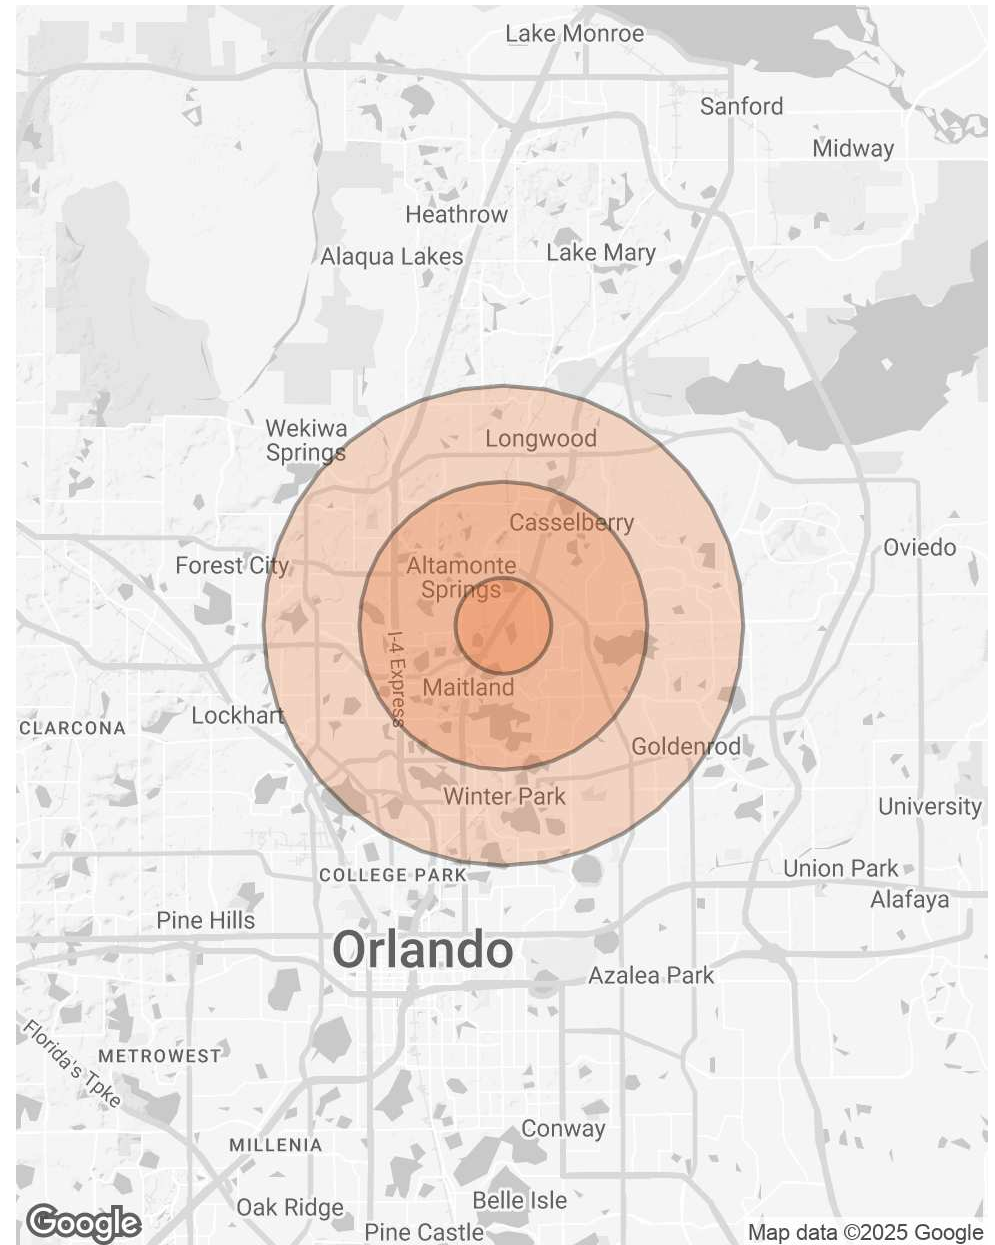 Lake Monroe
Sanford
Midway
Heathrow
Lake Mary
Alaqua Lakes
Wekiwa
Springs
Longwood
Casselberry
Oviedo
Forest City
Altamonte
Springs
I-4 Express
Maitland
Lockhart
CLARCONA
Goldenrod
Winter Park
University
COLLEGE PARK
Union Park
Alafaya
Pine Hills
Orlando
Azalea Park
Florida's Tpke
METROWEST
Conway
MILLENIA
Belle Isle
Oak Ridge
Google
Pine Castle
Map data ©2025 Google